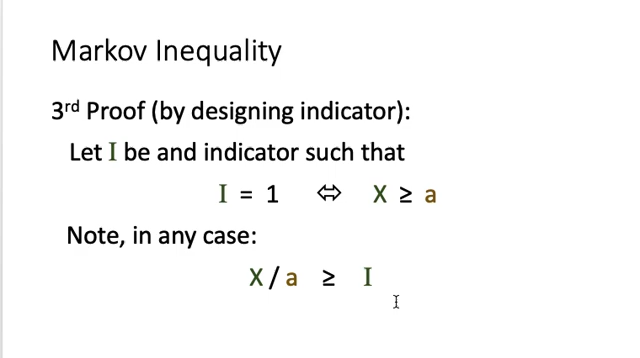 Markov Inequality
3rd Proof (by designing indicator):
Let I be and indicator such that
I = 1 ⇔ X ≥ a
Note, in any case:
X / a ≥ I